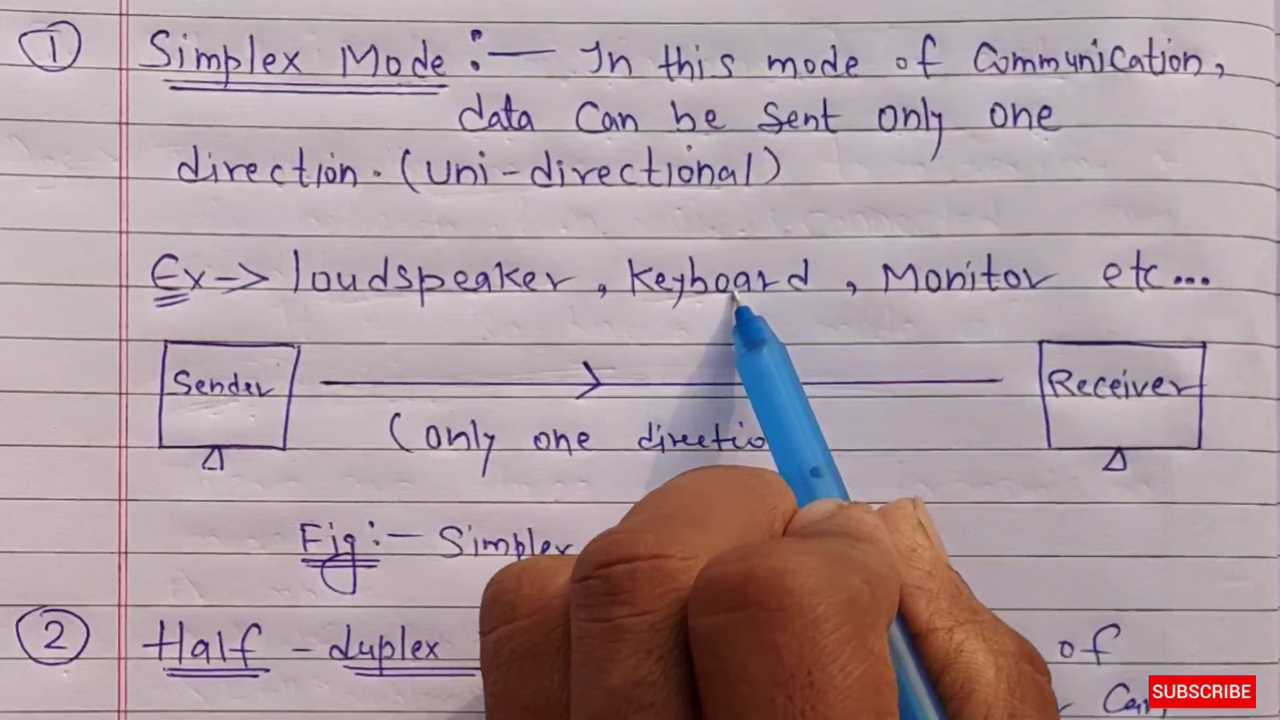 1 Simplex Mode :— In this mode of Communication,
data can be sent only one
direction. (uni-directional)
Ex -> loudspeaker, Keyboard, Monitor etc...
Sender
Receiver
(only one
Fig :— Simplex
2 Half - duplex of
SUBSCRIBE